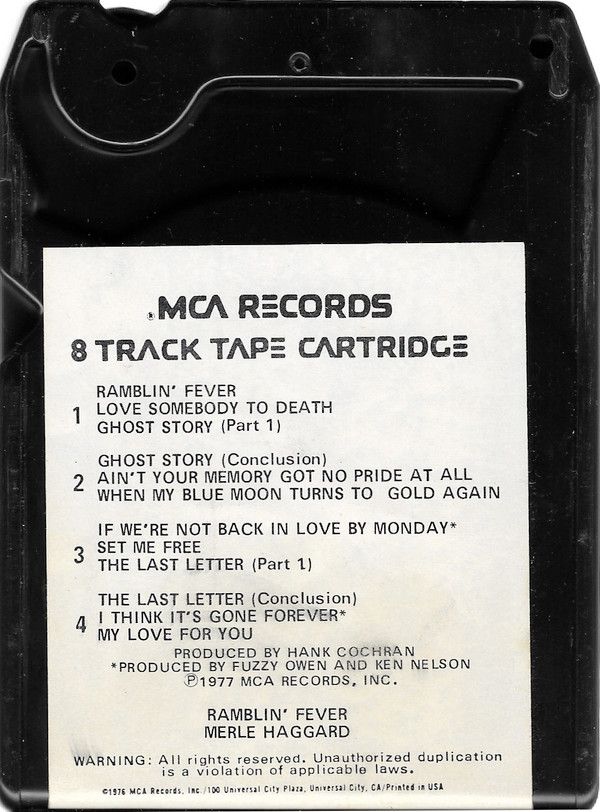 ®MCA RECORDS
8 TRACK TAPE CARTRIDGE
RAMBLIN' FEVER
1 LOVE SOMEBODY TO DEATH
GHOST STORY (Part 1)
GHOST STORY (Conclusion)
2 AIN'T YOUR MEMORY GOT NO PRIDE AT ALL
WHEN MY BLUE MOON TURNS TO GOLD AGAIN
IF WE'RE NOT BACK IN LOVE BY MONDAY*
3 SET ME FREE
THE LAST LETTER (Part 1)
THE LAST LETTER (Conclusion)
4 I THINK IT'S GONE FOREVER*
MY LOVE FOR YOU
PRODUCED BY HANK COCHRAN
*PRODUCED BY FUZZY OWEN AND KEN NELSON
℗1977 MCA RECORDS, INC.
RAMBLIN' FEVER
MERLE HAGGARD
WARNING: All rights reserved. Unauthorized duplication
is a violation of applicable laws.
©1976 MCA Records, Inc./100 Universal City Plaza, Universal City, CA/Printed in USA